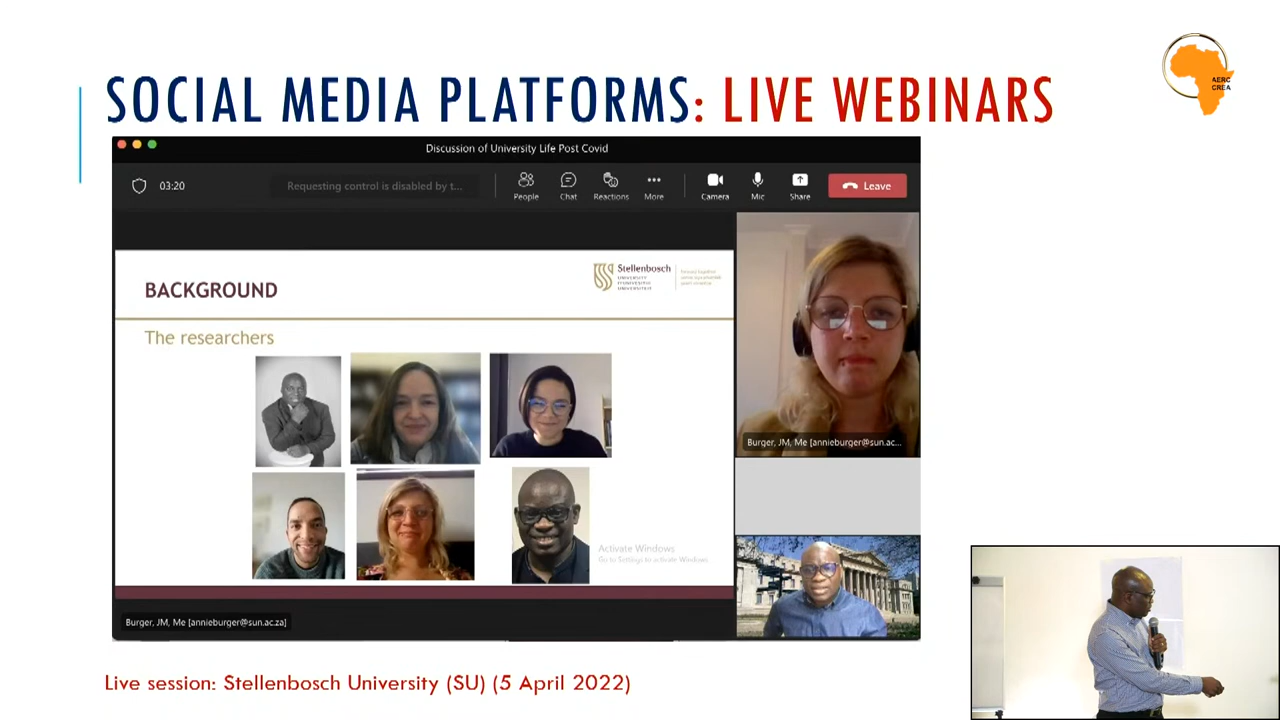 SOCIAL MEDIA PLATFORMS: LIVE WEBINARS
AERC
CREA
Discussion of University Life Post Covid
03:20
Requesting control is disabled by t...
People
Chat
Reactions
More
Camera
Mic
Share
Leave
BACKGROUND
Stellenbosch
UNIVERSITY
IYUNIVESITHI
UNIVERSITEIT
The researchers
Burger, JM, Me [annieburger@sun.ac...
Activate Windows
Go to Settings to activate Windows.
Burger, JM, Me [annieburger@sun.ac.za]
Live session: Stellenbosch University (SU) (5 April 2022)